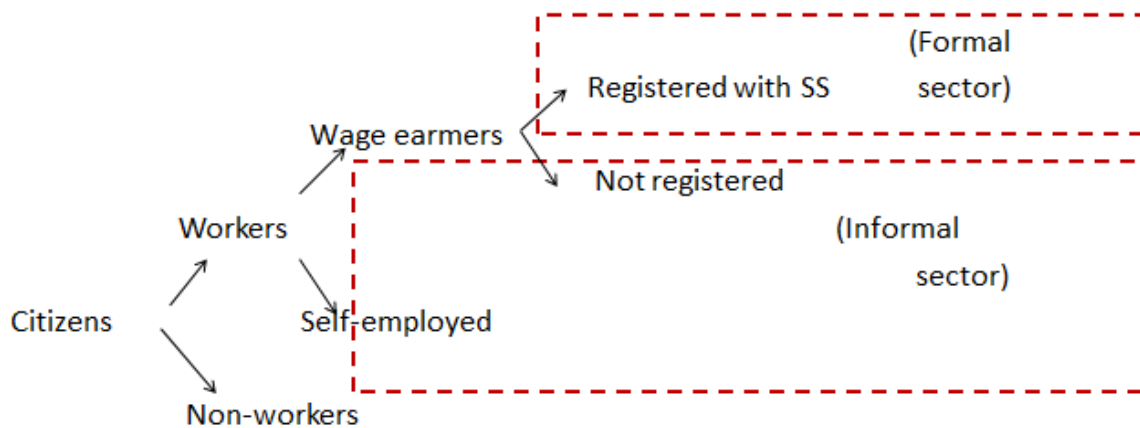 (Formal
Registered with SS sector)
Wage earmers
Not registered
Workers (Informal
sector)
Citizens Self-employed
Non-workers